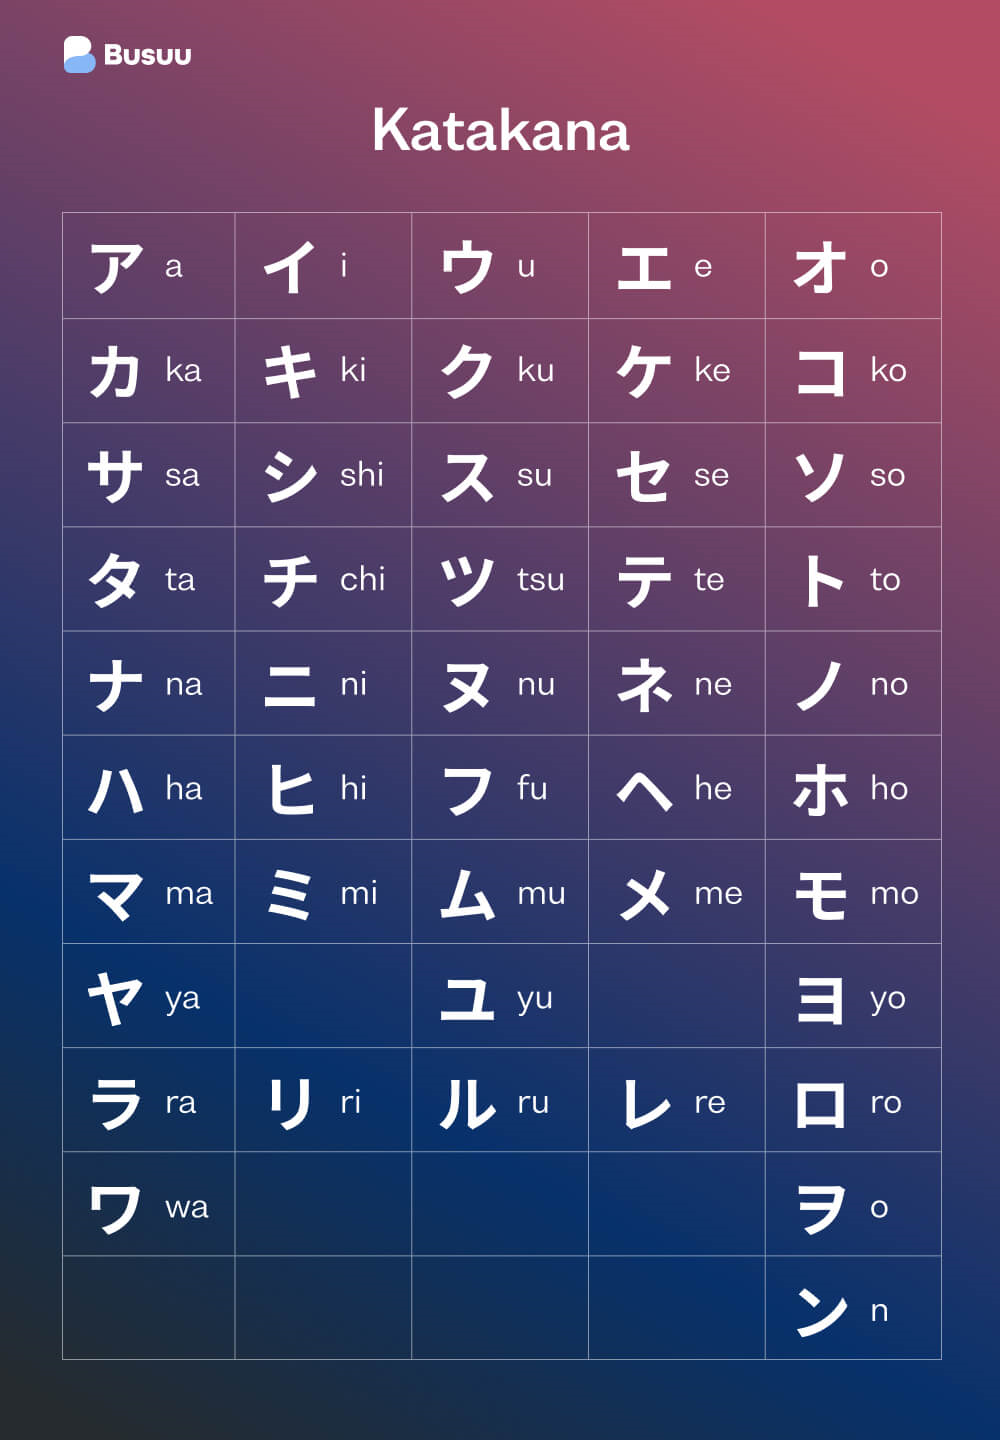 Busuu
Katakana
ア a イ i ウ u エ e オ o
カ ka キ ki ク ku ケ ke コ ko
サ sa シ shi ス su セ se ソ so
タ ta チ chi ツ tsu テ te ト to
ナ na ニ ni ヌ nu ネ ne ノ no
ハ ha ヒ hi フ fu ヘ he ホ ho
マ ma ミ mi ム mu メ me モ mo
ヤ ya ユ yu ヨ yo
ラ ra リ ri ル ru レ re ロ ro
ワ wa ヲ o
ン n